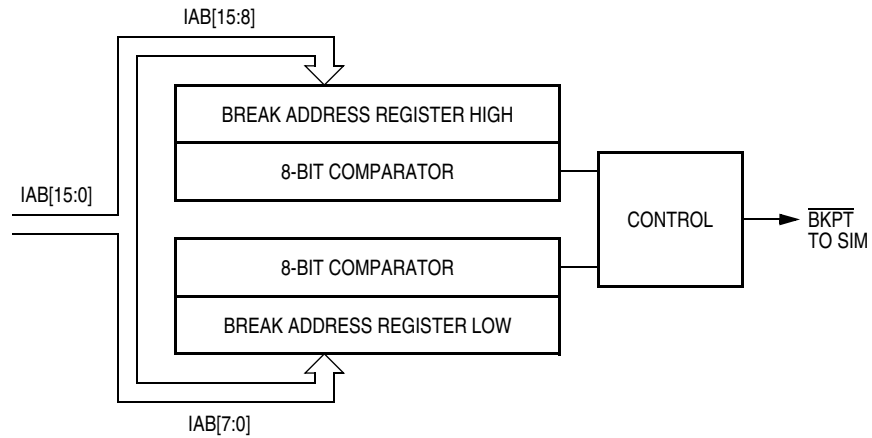 IAB[15:8]
BREAK ADDRESS REGISTER HIGH
8-BIT COMPARATOR
IAB[15:0]
CONTROL
BKPT
TO SIM
8-BIT COMPARATOR
BREAK ADDRESS REGISTER LOW
IAB[7:0]